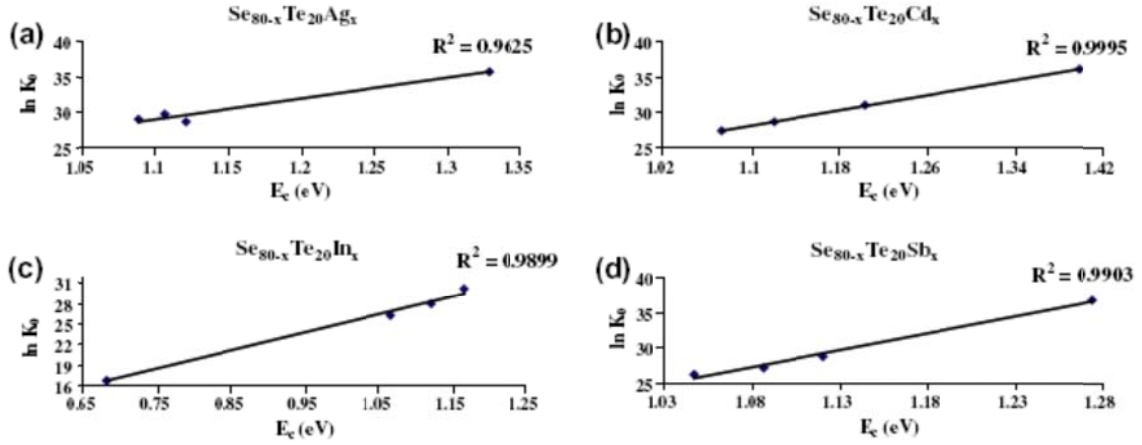 (a)
Se₈₀₋ₓTe₂₀Agₓ
R² = 0.9625
ln K₀
40
35
30
25
1.05 1.1 1.15 1.2 1.25 1.3 1.35
E꜀ (eV)
(b)
Se₈₀₋ₓTe₂₀Cdₓ
R² = 0.9995
ln K₀
40
35
30
25
1.02 1.1 1.18 1.26 1.34 1.42
E꜀ (eV)
(c)
Se₈₀₋ₓTe₂₀Inₓ
R² = 0.9899
ln K₀
31
28
25
22
19
16
0.65 0.75 0.85 0.95 1.05 1.15 1.25
E꜀ (eV)
(d)
Se₈₀₋ₓTe₂₀Sbₓ
R² = 0.9903
ln K₀
40
35
30
25
1.03 1.08 1.13 1.18 1.23 1.28
E꜀ (eV)